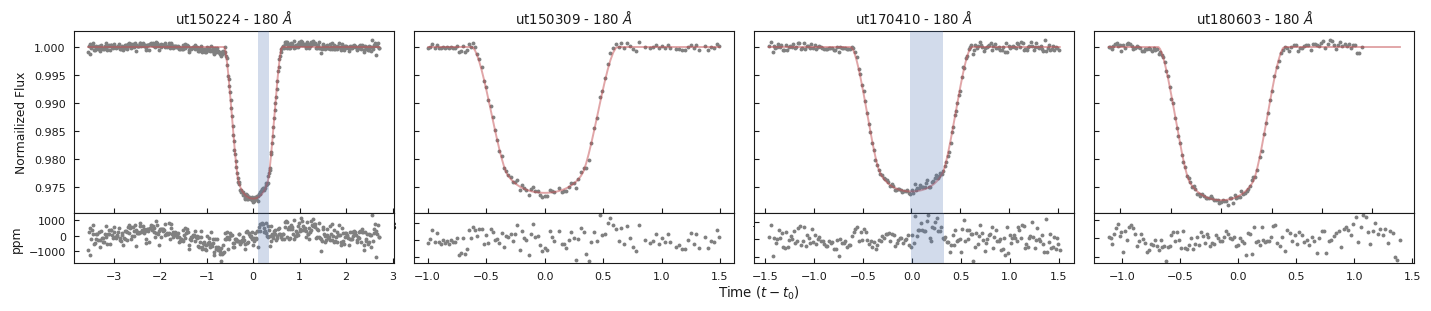 ut150224 - 180 Å
ut150309 - 180 Å
ut170410 - 180 Å
ut180603 - 180 Å
Normailized Flux
1.000
0.995
0.990
0.985
0.980
0.975
ppm
1000
0
−1000
−3 −2 −1 0 1 2 3
−1.0 −0.5 0.0 0.5 1.0 1.5
−1.5 −1.0 −0.5 0.0 0.5 1.0 1.5
−1.0 −0.5 0.0 0.5 1.0 1.5
Time (t − t₀)